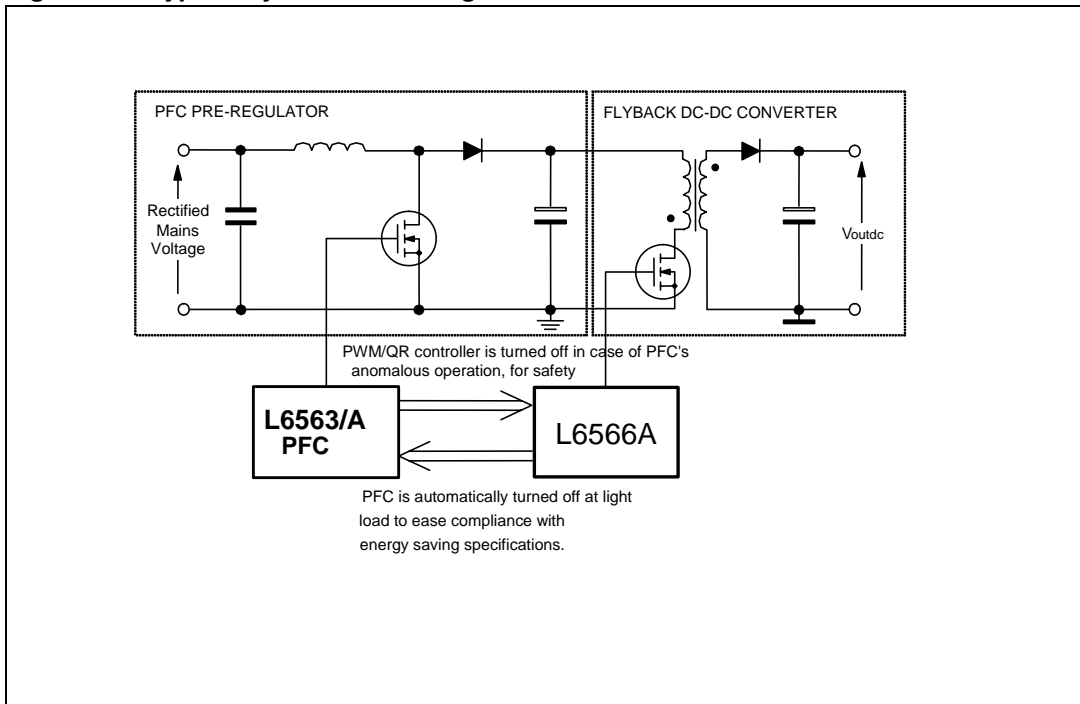 PFC PRE-REGULATOR
FLYBACK DC-DC CONVERTER
Rectified
Mains
Voltage
Voutdc
PWM/QR controller is turned off in case of PFC's
anomalous operation, for safety
L6563/A
PFC
L6566A
PFC is automatically turned off at light
load to ease compliance with
energy saving specifications.